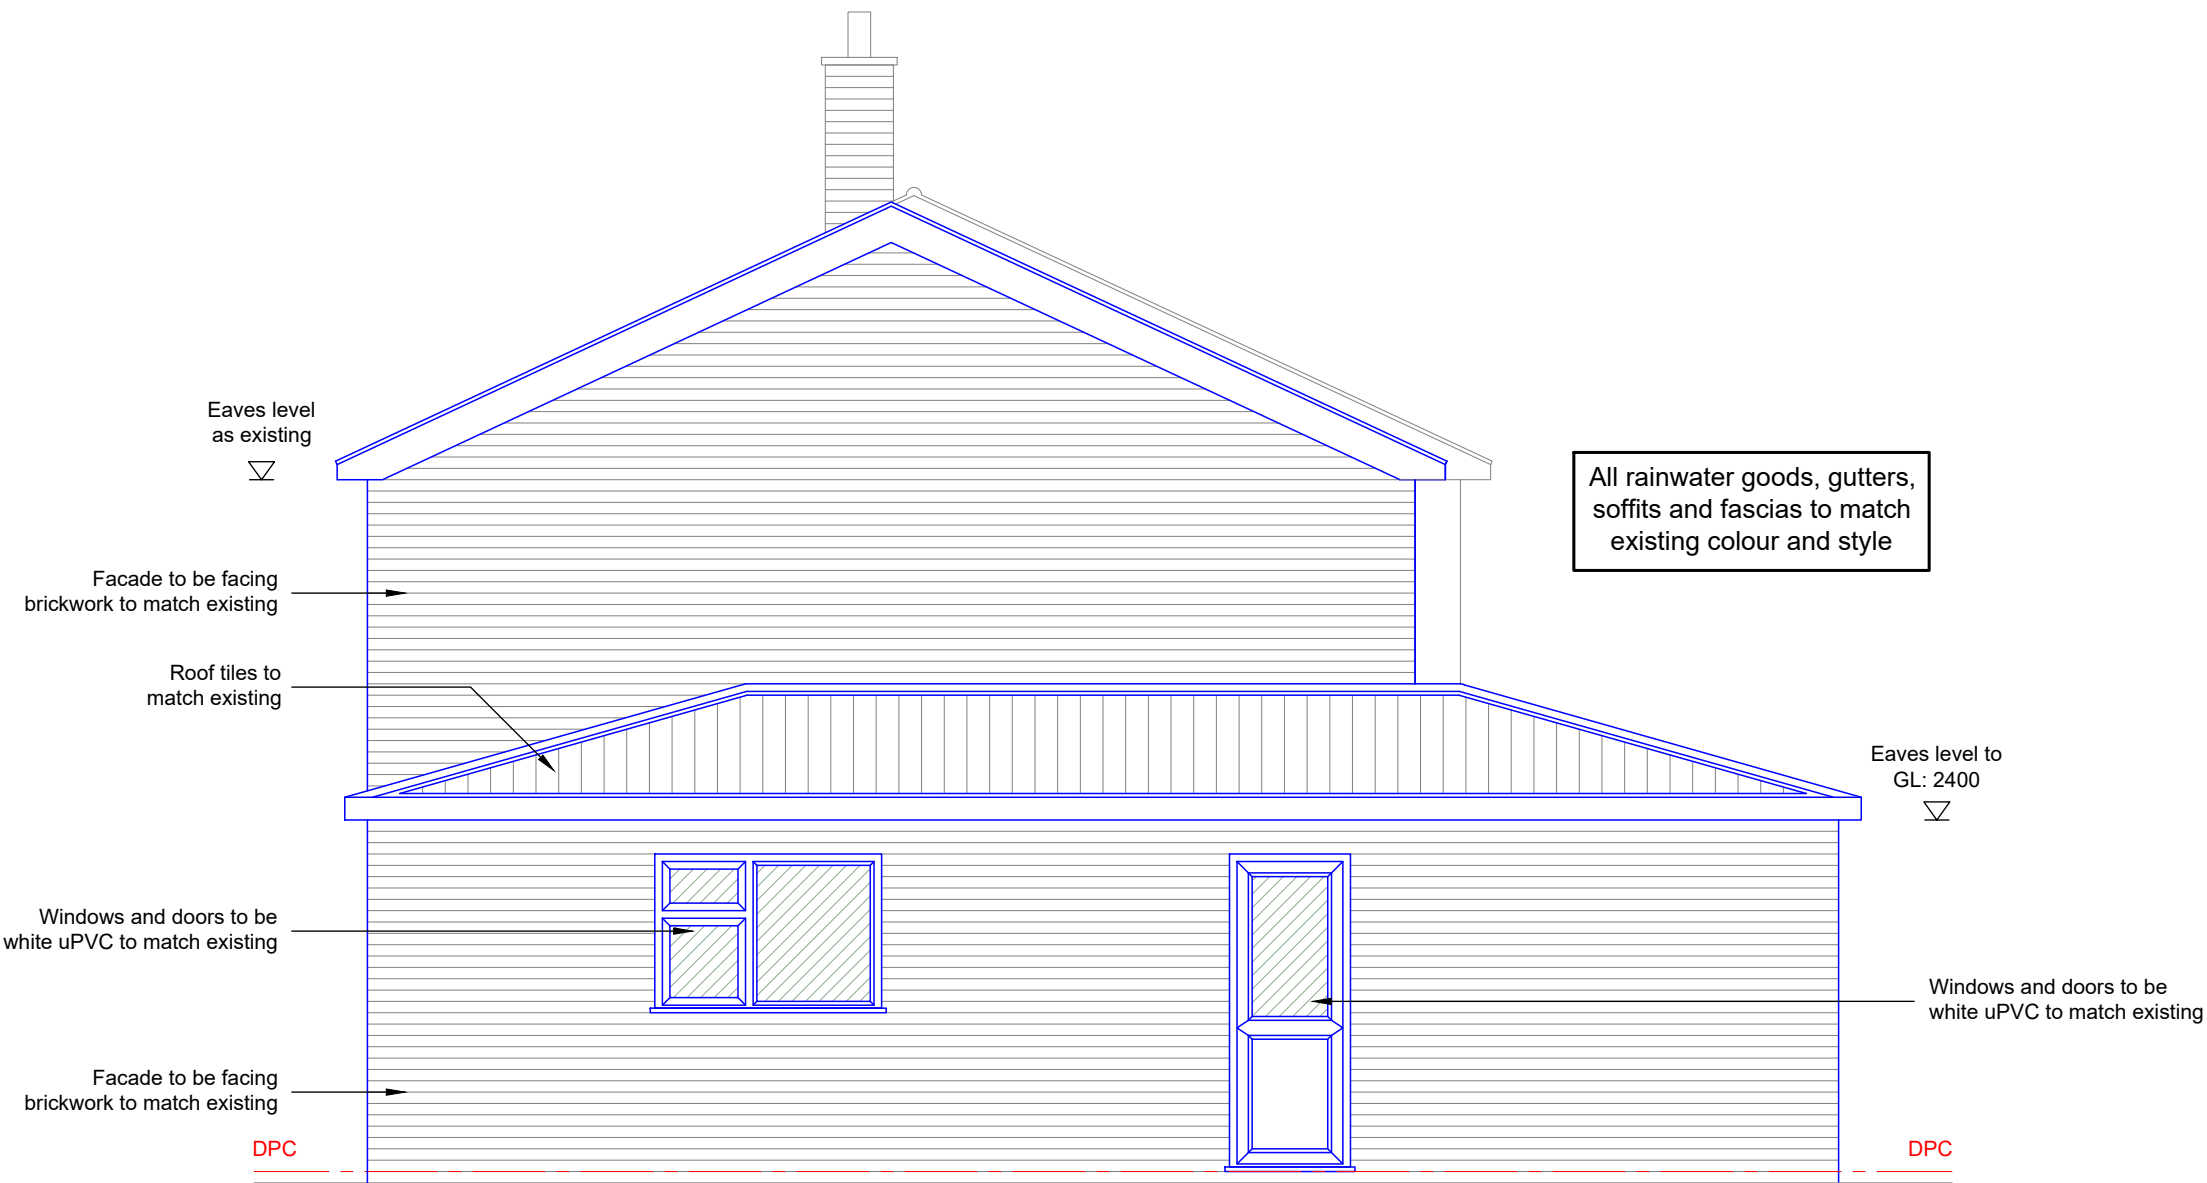 Eaves level
as existing
All rainwater goods, gutters,
soffits and fascias to match
existing colour and style
Facade to be facing
brickwork to match existing
Roof tiles to
match existing
Eaves level to
GL: 2400
Windows and doors to be
white uPVC to match existing
Windows and doors to be
white uPVC to match existing
Facade to be facing
brickwork to match existing
DPC
DPC